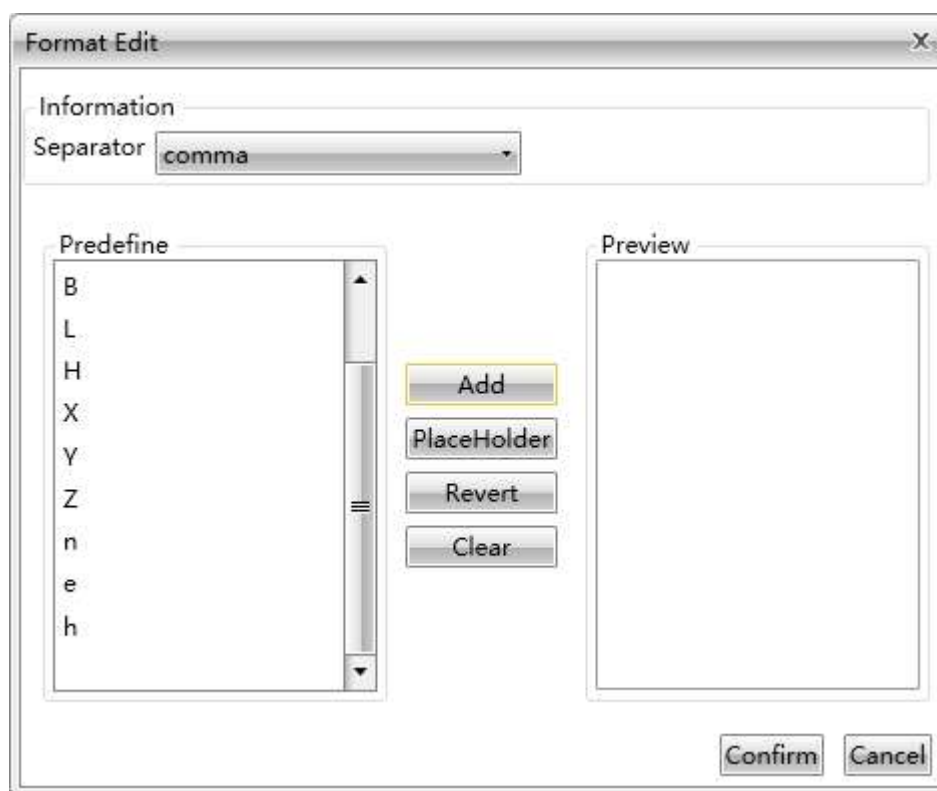 Format Edit
Information
Separator comma
Predefine
B
L
H
X
Y
Z
n
e
h
Add
PlaceHolder
Revert
Clear
Preview
Confirm Cancel